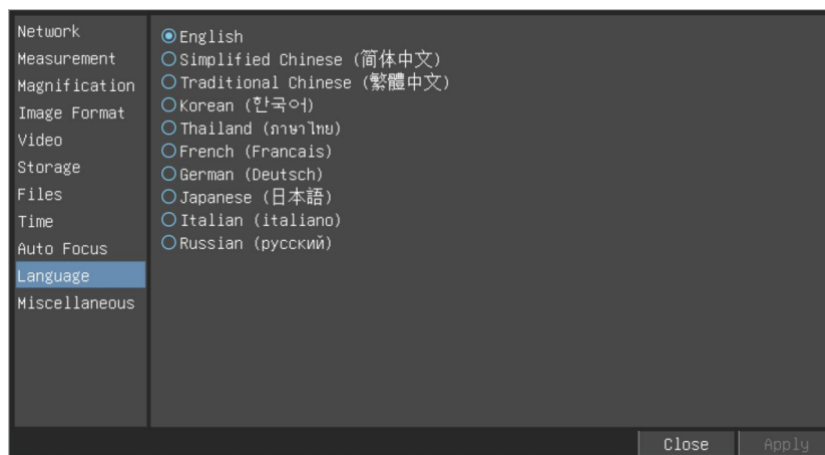 Network
Measurement
Magnification
Image Format
Video
Storage
Files
Time
Auto Focus
Language
Miscellaneous
English
Simplified Chinese (简体中文)
Traditional Chinese (繁體中文)
Korean (한국어)
Thailand (ภาษาไทย)
French (Francais)
German (Deutsch)
Japanese (日本語)
Italian (italiano)
Russian (русский)
Close
Apply